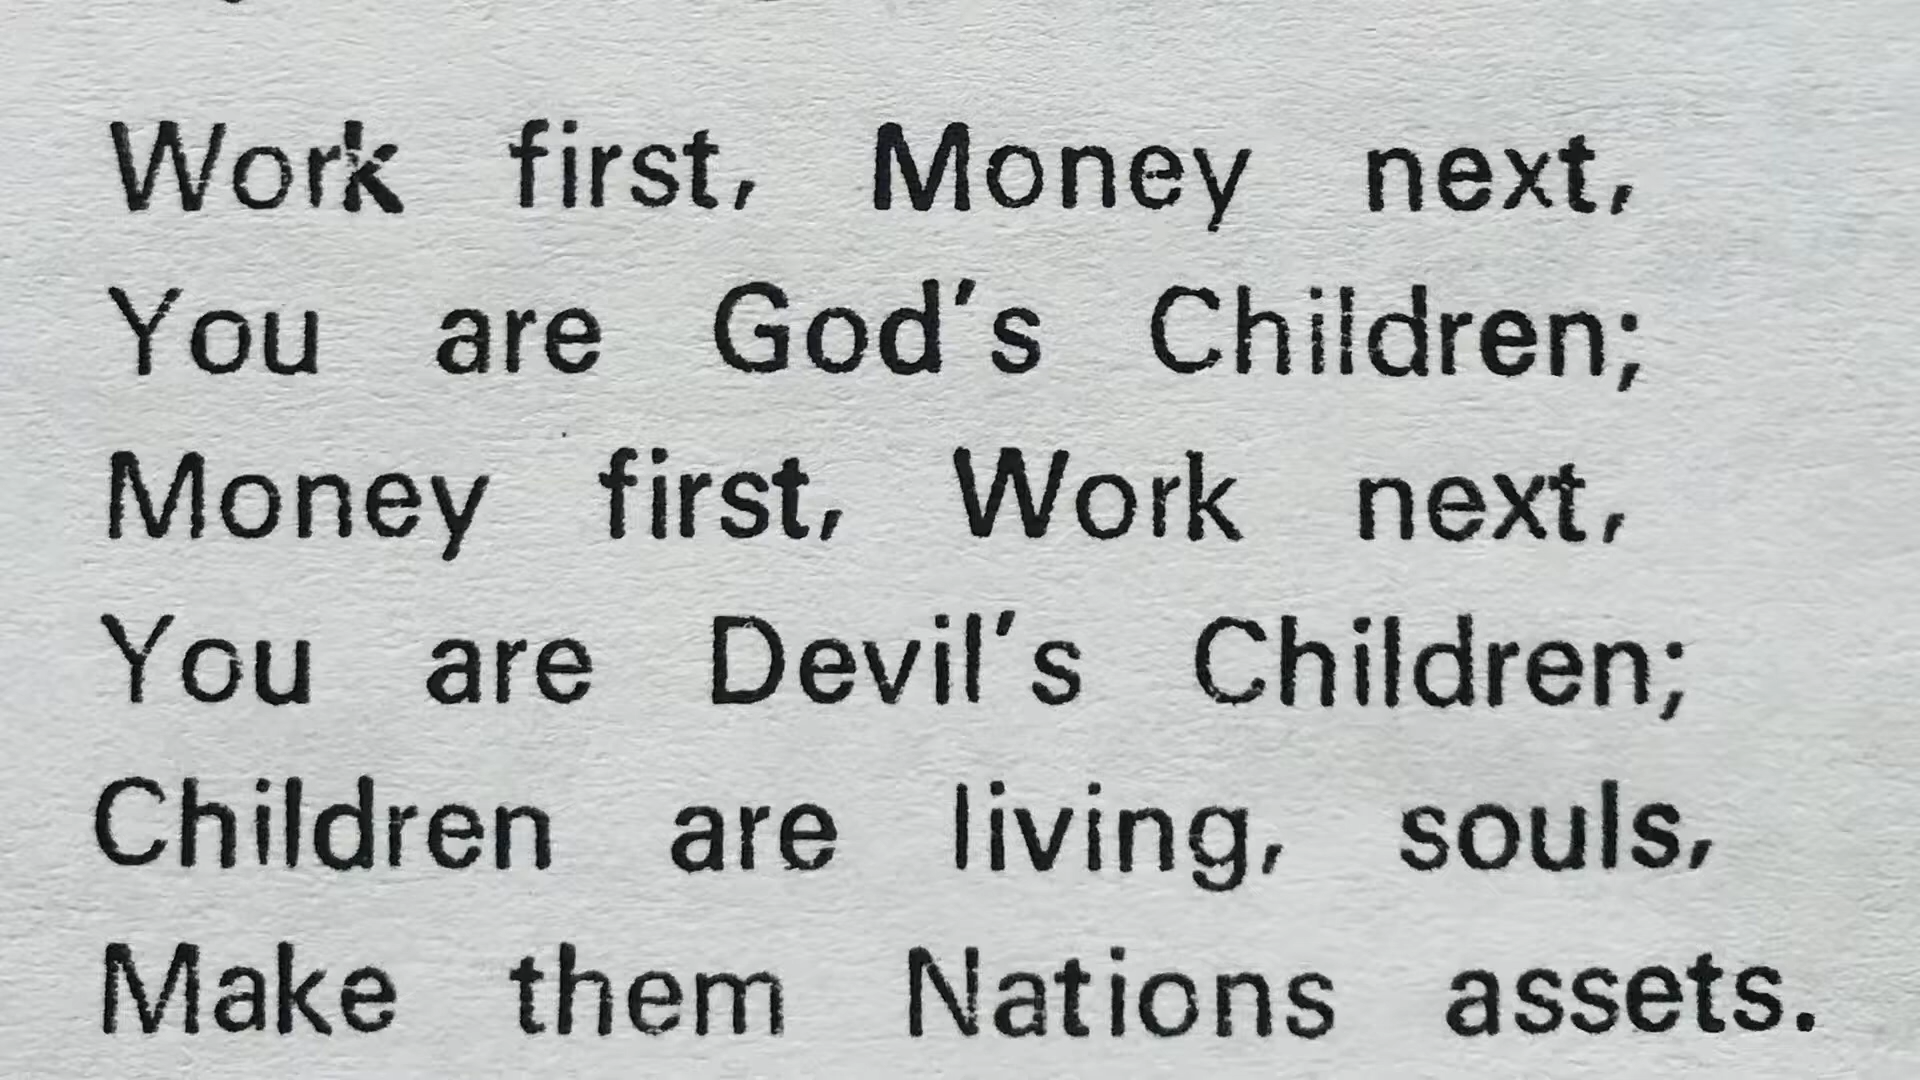 Work first, Money next,
You are God's Children;
Money first, Work next,
You are Devil's Children;
Children are living, souls,
Make them Nations assets.